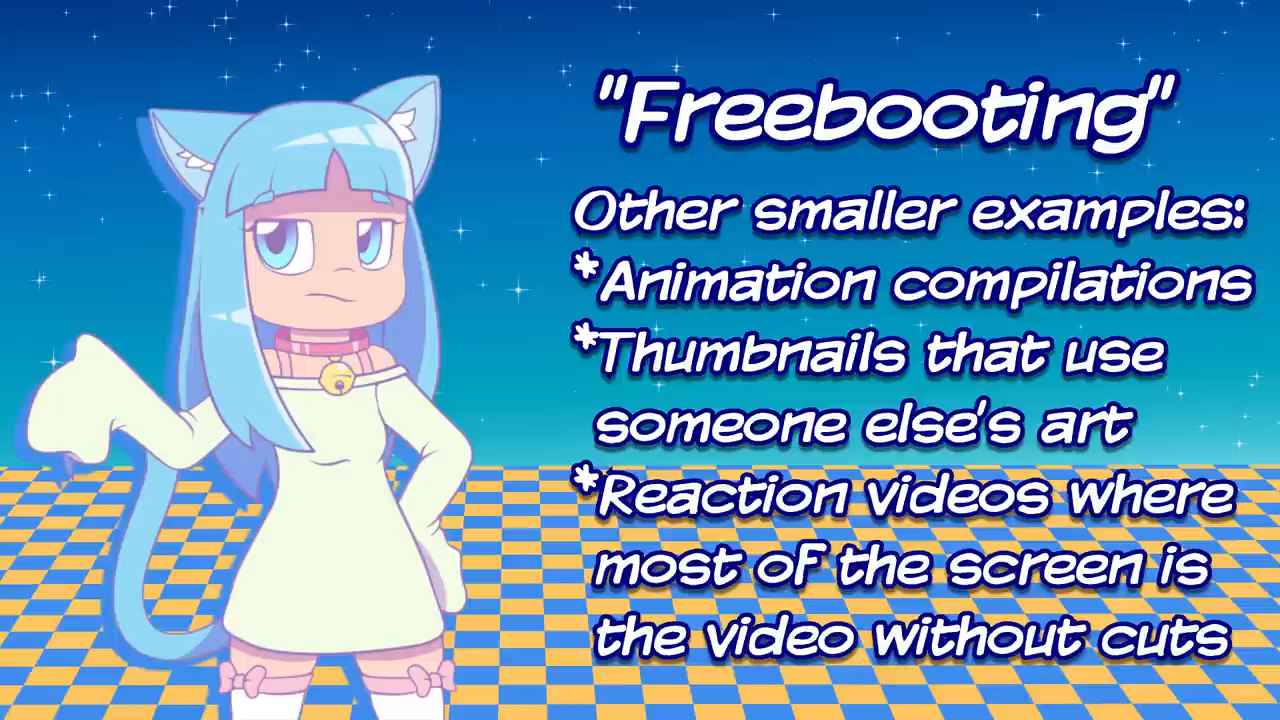 "Freebooting"
Other smaller examples:
*Animation compilations
*Thumbnails that use
someone else's art
*Reaction videos where
most of the screen is
the video without cuts